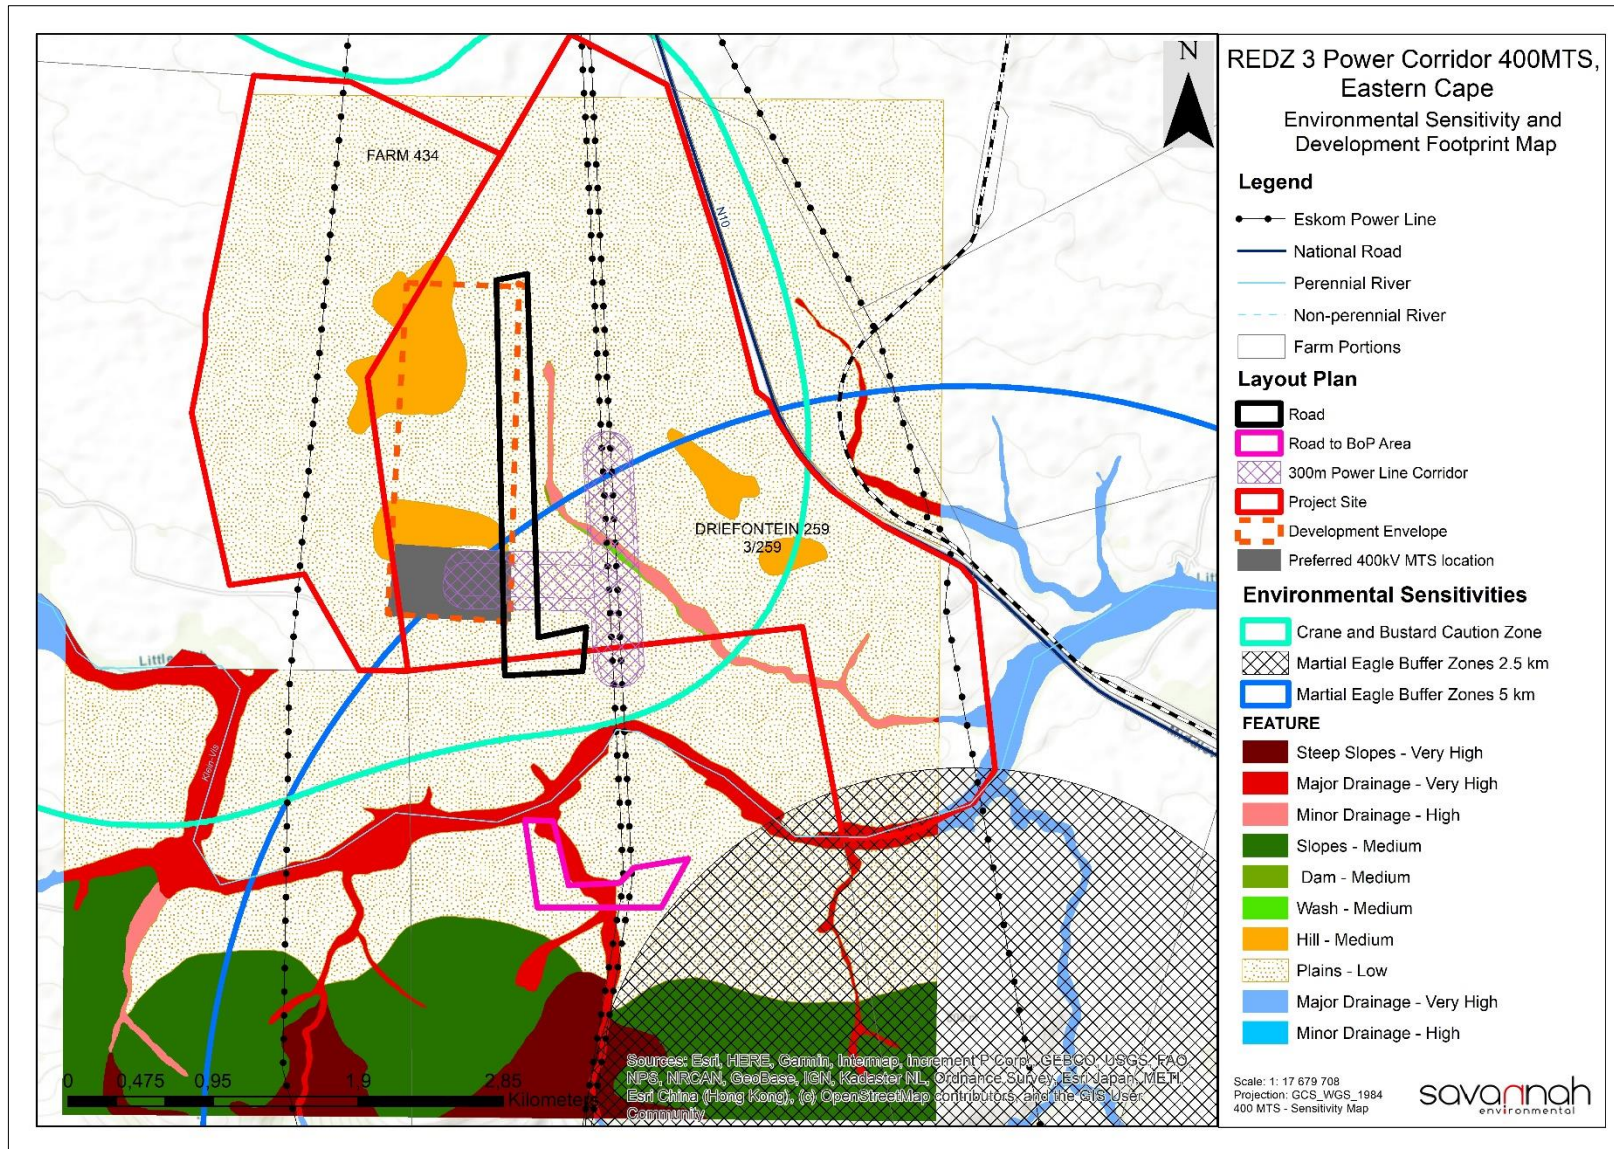 N
FARM 434
N10
DRIEFONTEIN 259
3/259
Klein-Vis
0 0,475 0,95 1,9 2,85
Kilometers
Sources: Esri, HERE, Garmin, Intermap, increment P Corp., GEBCO, USGS, FAO,
NPS, NRCAN, GeoBase, IGN, Kadaster NL, Ordnance Survey, Esri Japan, METI,
Esri China (Hong Kong), (c) OpenStreetMap contributors, and the GIS User
Community
REDZ 3 Power Corridor 400MTS,
Eastern Cape
Environmental Sensitivity and
Development Footprint Map
Legend
Eskom Power Line
National Road
Perennial River
Non-perennial River
Farm Portions
Layout Plan
Road
Road to BoP Area
300m Power Line Corridor
Project Site
Development Envelope
Preferred 400kV MTS location
Environmental Sensitivities
Crane and Bustard Caution Zone
Martial Eagle Buffer Zones 2.5 km
Martial Eagle Buffer Zones 5 km
FEATURE
Steep Slopes - Very High
Major Drainage - Very High
Minor Drainage - High
Slopes - Medium
Dam - Medium
Wash - Medium
Hill - Medium
Plains - Low
Major Drainage - Very High
Minor Drainage - High
Scale: 1: 17 679 708
Projection: GCS_WGS_1984
400 MTS - Sensitivity Map
savannah
environmental